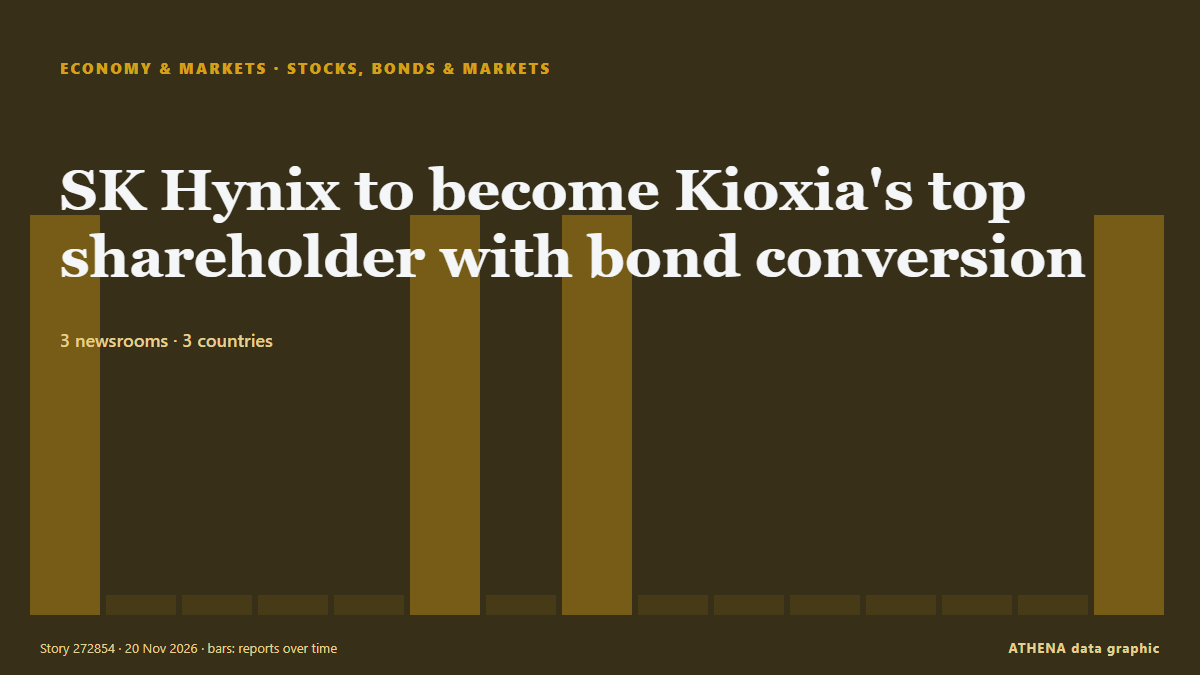 ECONOMY & MARKETS · STOCKS, BONDS & MARKETS
SK Hynix to become Kioxia's top
shareholder with bond conversion
3 newsrooms · 3 countries
Story 272854 · 20 Nov 2026 · bars: reports over time
ATHENA data graphic